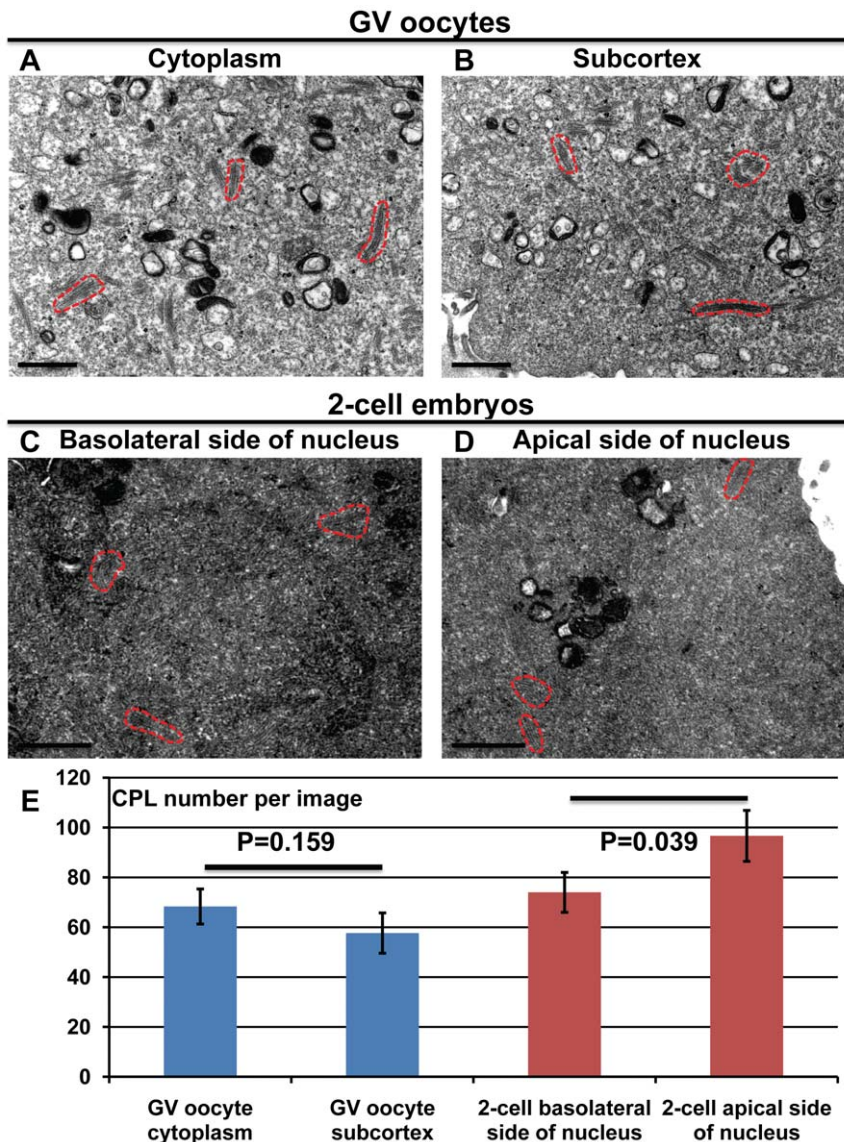 GV oocytes
A Cytoplasm
B Subcortex
2-cell embryos
C Basolateral side of nucleus
D Apical side of nucleus
E
CPL number per image
P=0.159
P=0.039
120
100
80
60
40
20
0
GV oocyte
cytoplasm
GV oocyte
subcortex
2-cell basolateral
side of nucleus
2-cell apical side
of nucleus